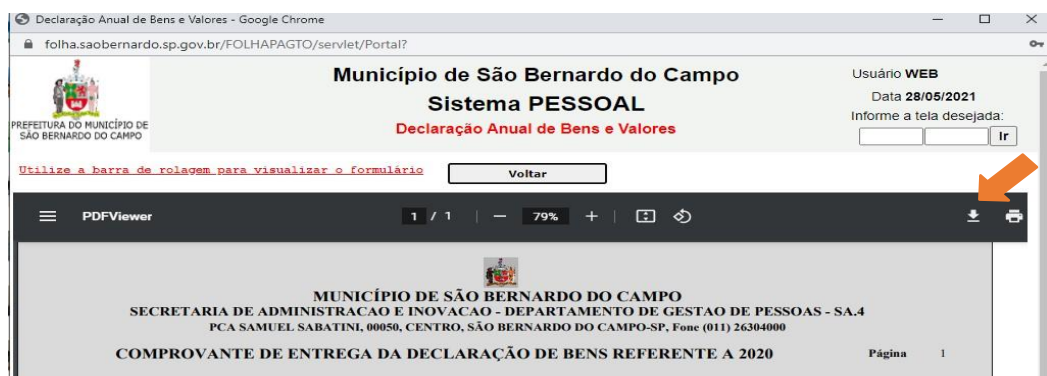 Declaração Anual de Bens e Valores - Google Chrome
folha.saobernardo.sp.gov.br/FOLHAPAGTO/servlet/Portal?
PREFEITURA DO MUNICÍPIO DE
SÃO BERNARDO DO CAMPO
Município de São Bernardo do Campo
Sistema PESSOAL
Declaração Anual de Bens e Valores
Usuário WEB
Data 28/05/2021
Informe a tela desejada:
Ir
Utilize a barra de rolagem para visualizar o formulário
Voltar
PDFViewer
1 / 1
79%
MUNICÍPIO DE SÃO BERNARDO DO CAMPO
SECRETARIA DE ADMINISTRACAO E INOVACAO - DEPARTAMENTO DE GESTAO DE PESSOAS - SA.4
PCA SAMUEL SABATINI, 00050, CENTRO, SÃO BERNARDO DO CAMPO-SP, Fone (011) 26304000
COMPROVANTE DE ENTREGA DA DECLARAÇÃO DE BENS REFERENTE A 2020 Página 1